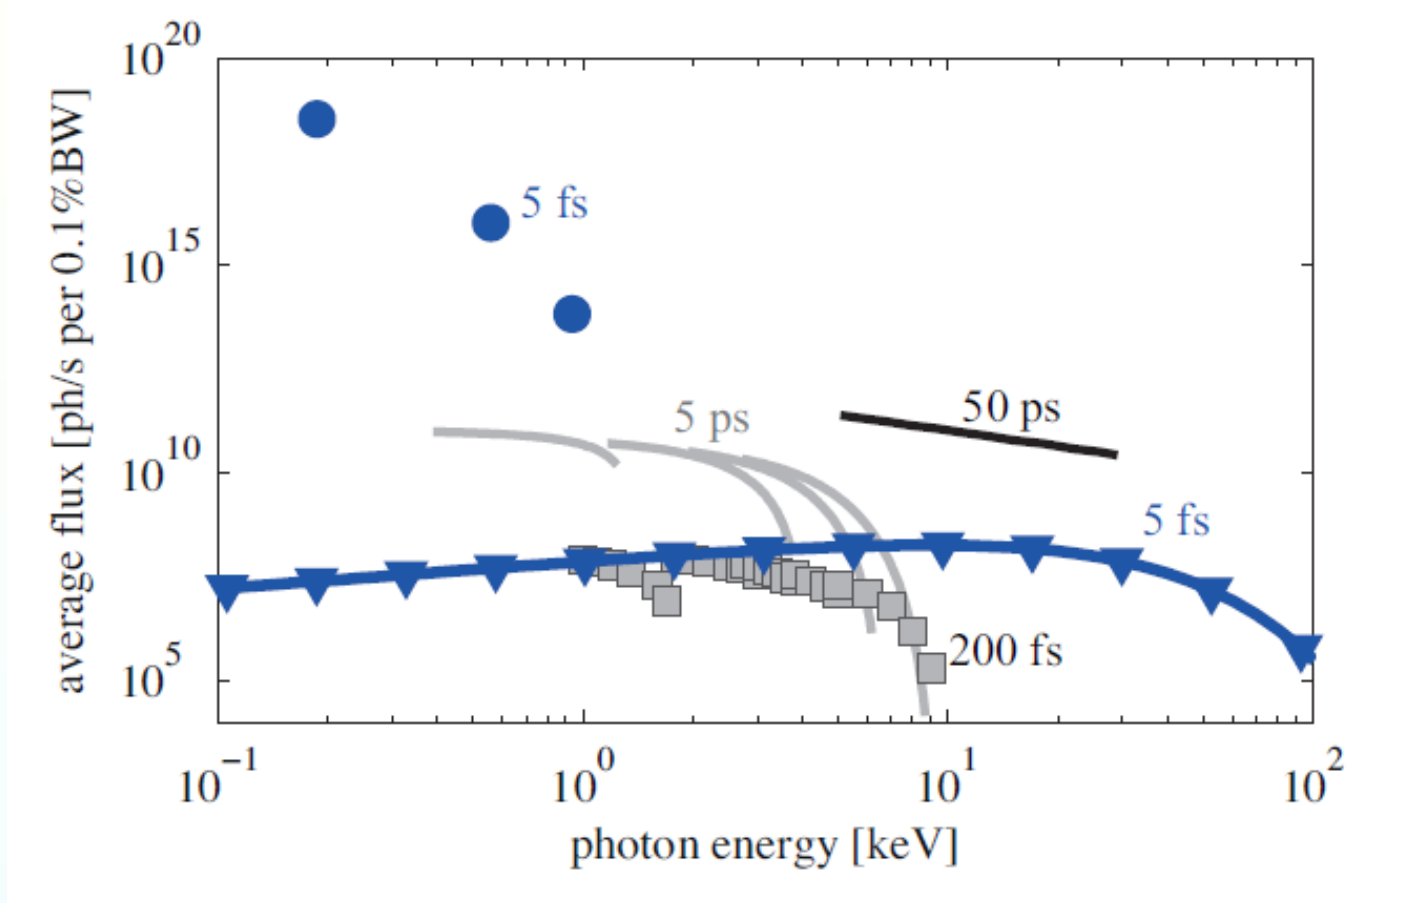 10^20
10^15
10^10
10^5
average flux [ph/s per 0.1%BW]
5 fs
5 ps
50 ps
5 fs
200 fs
10^−1
10^0
10^1
10^2
photon energy [keV]